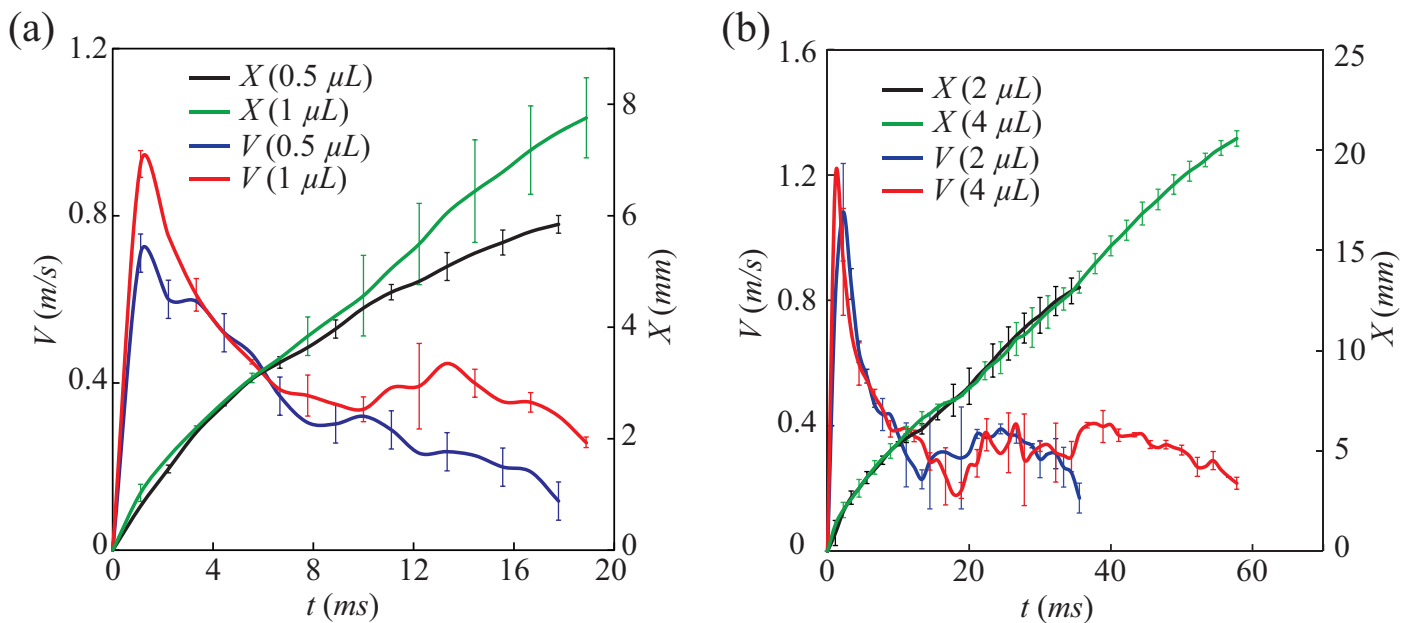 (a)
1.2
0.8
0.4
0
V (m/s)
X (0.5 μL)
X (1 μL)
V (0.5 μL)
V (1 μL)
8
6
4
2
0
X (mm)
0 4 8 12 16 20
t (ms)
(b)
1.6
1.2
0.8
0.4
0
V (m/s)
X (2 μL)
X (4 μL)
V (2 μL)
V (4 μL)
25
20
15
10
5
0
X (mm)
0 20 40 60
t (ms)